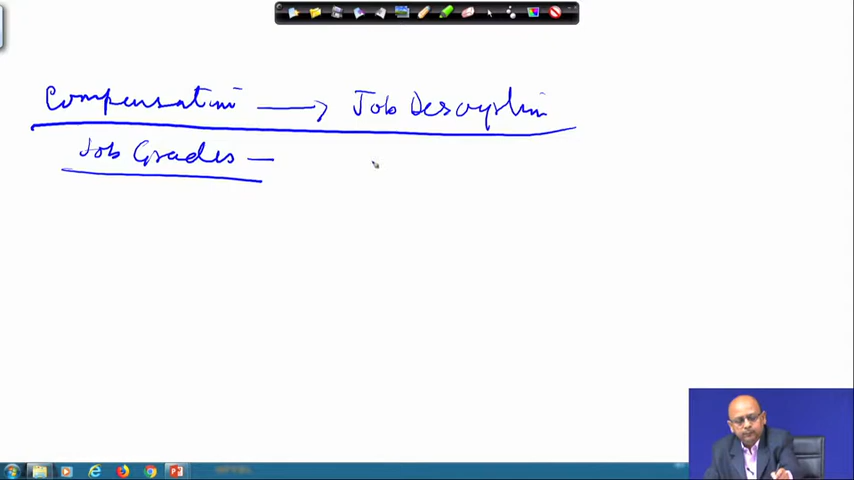 Compensation → Job Description
Job Grades —